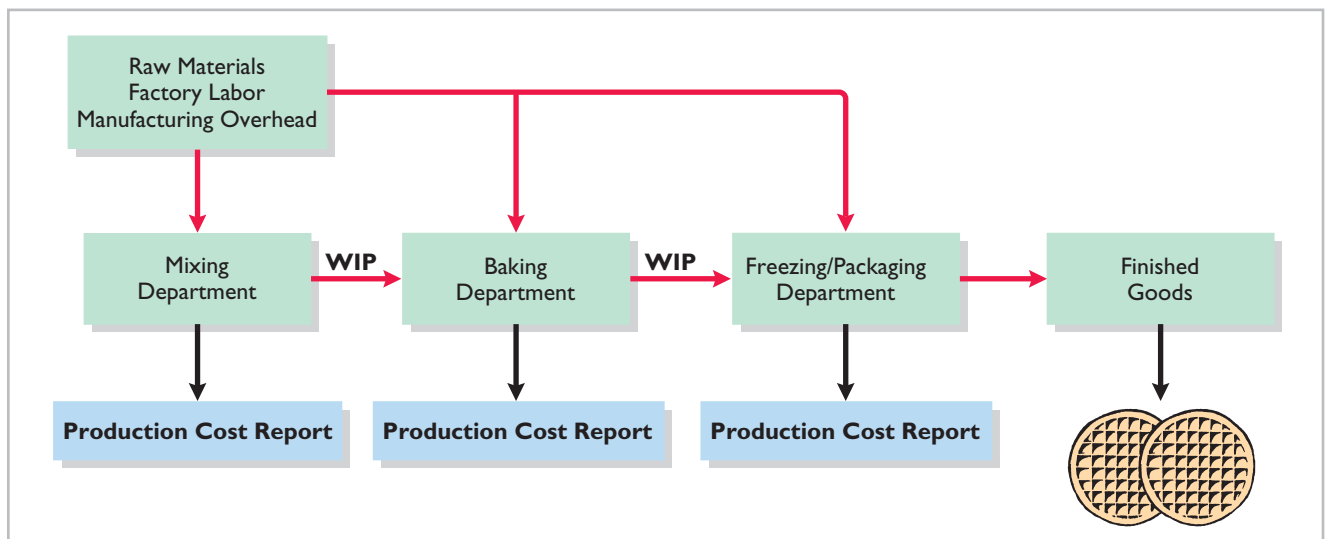 Raw Materials
Factory Labor
Manufacturing Overhead
Mixing
Department
WIP
Baking
Department
WIP
Freezing/Packaging
Department
Finished
Goods
Production Cost Report
Production Cost Report
Production Cost Report